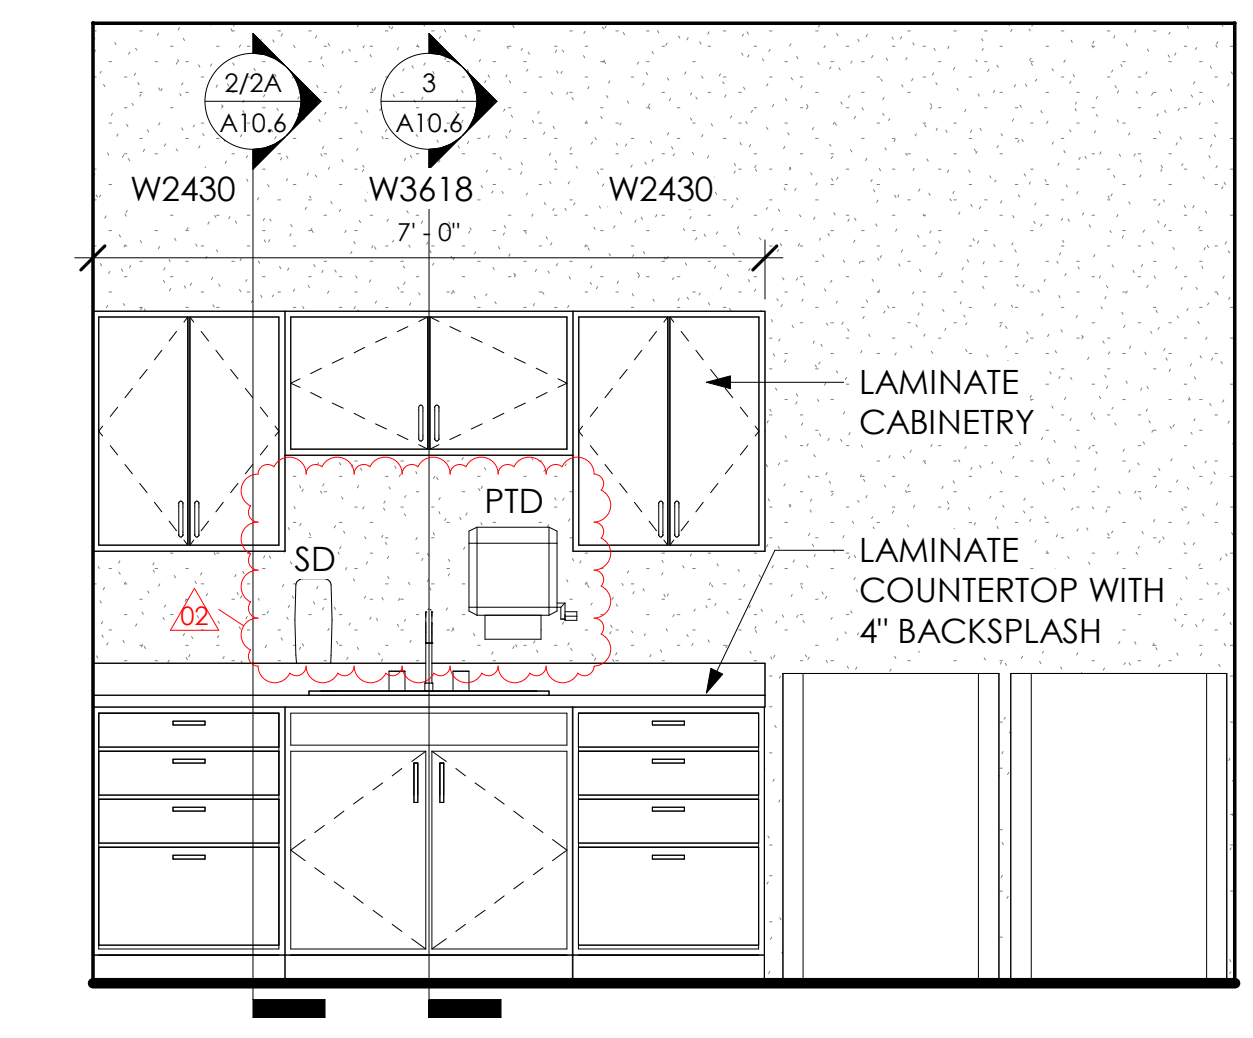 2/2A
A10.6
3
A10.6
W2430
W3618
W2430
7' - 0"
LAMINATE
CABINETRY
PTD
SD
LAMINATE
COUNTERTOP WITH
4" BACKSPLASH
02